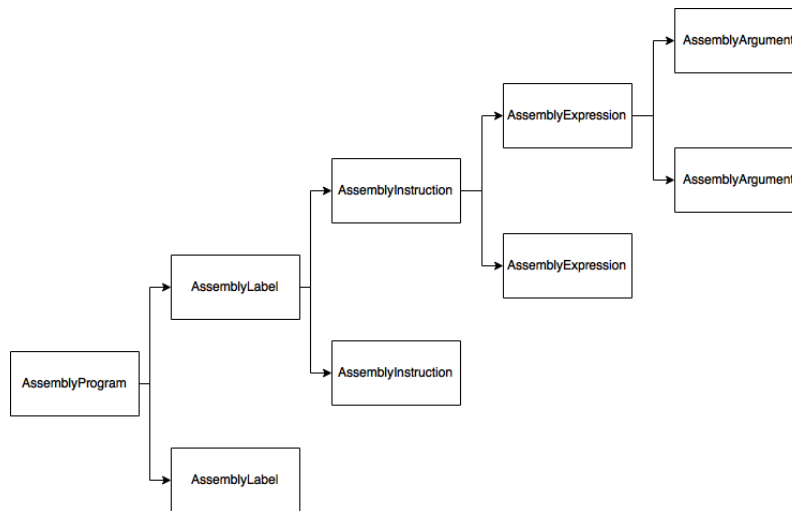 AssemblyArgument
AssemblyExpression
AssemblyArgument
AssemblyInstruction
AssemblyExpression
AssemblyLabel
AssemblyInstruction
AssemblyProgram
AssemblyLabel